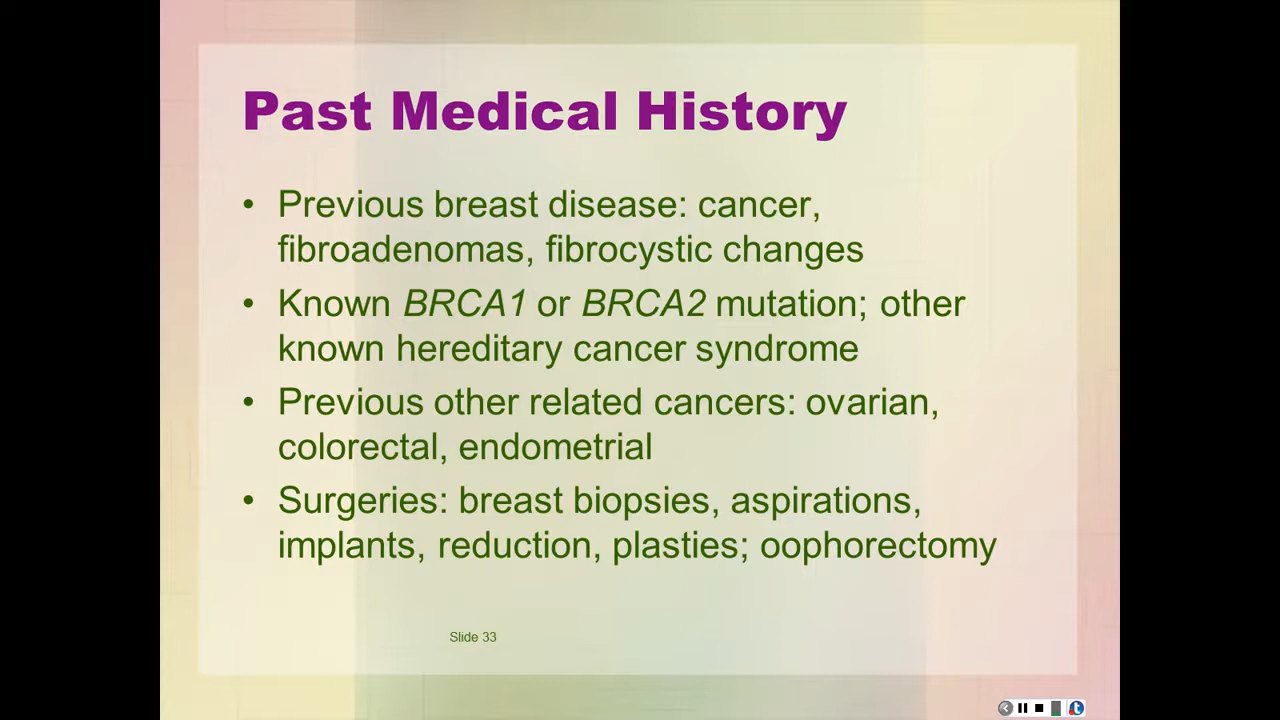 Past Medical History
• Previous breast disease: cancer,
fibroadenomas, fibrocystic changes
• Known BRCA1 or BRCA2 mutation; other
known hereditary cancer syndrome
• Previous other related cancers: ovarian,
colorectal, endometrial
• Surgeries: breast biopsies, aspirations,
implants, reduction, plasties; oophorectomy
Slide 33